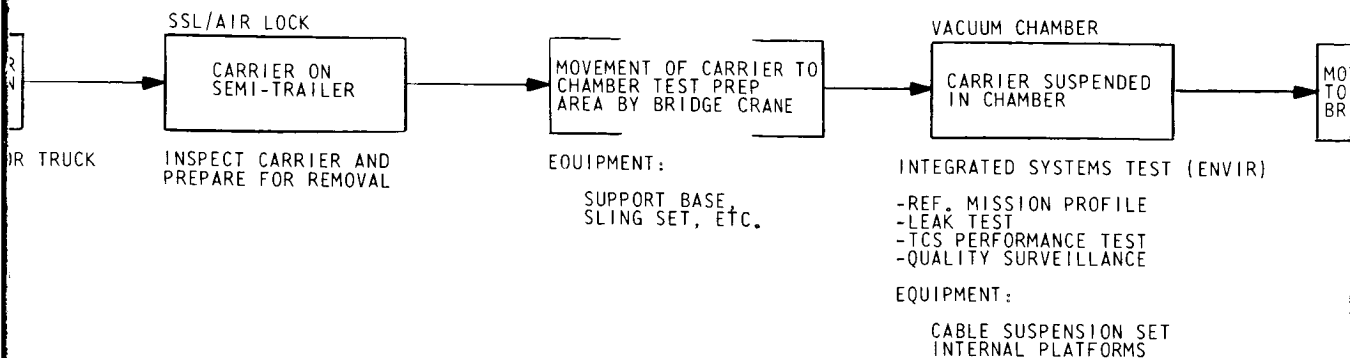 SSL/AIR LOCK
CARRIER ON
SEMI-TRAILER
INSPECT CARRIER AND
PREPARE FOR REMOVAL
TRUCK
MOVEMENT OF CARRIER TO
CHAMBER TEST PREP
AREA BY BRIDGE CRANE
EQUIPMENT:
SUPPORT BASE,
SLING SET, ETC.
VACUUM CHAMBER
CARRIER SUSPENDED
IN CHAMBER
INTEGRATED SYSTEMS TEST (ENVIR)
-REF. MISSION PROFILE
-LEAK TEST
-TCS PERFORMANCE TEST
-QUALITY SURVEILLANCE
EQUIPMENT:
CABLE SUSPENSION SET
INTERNAL PLATFORMS
TO